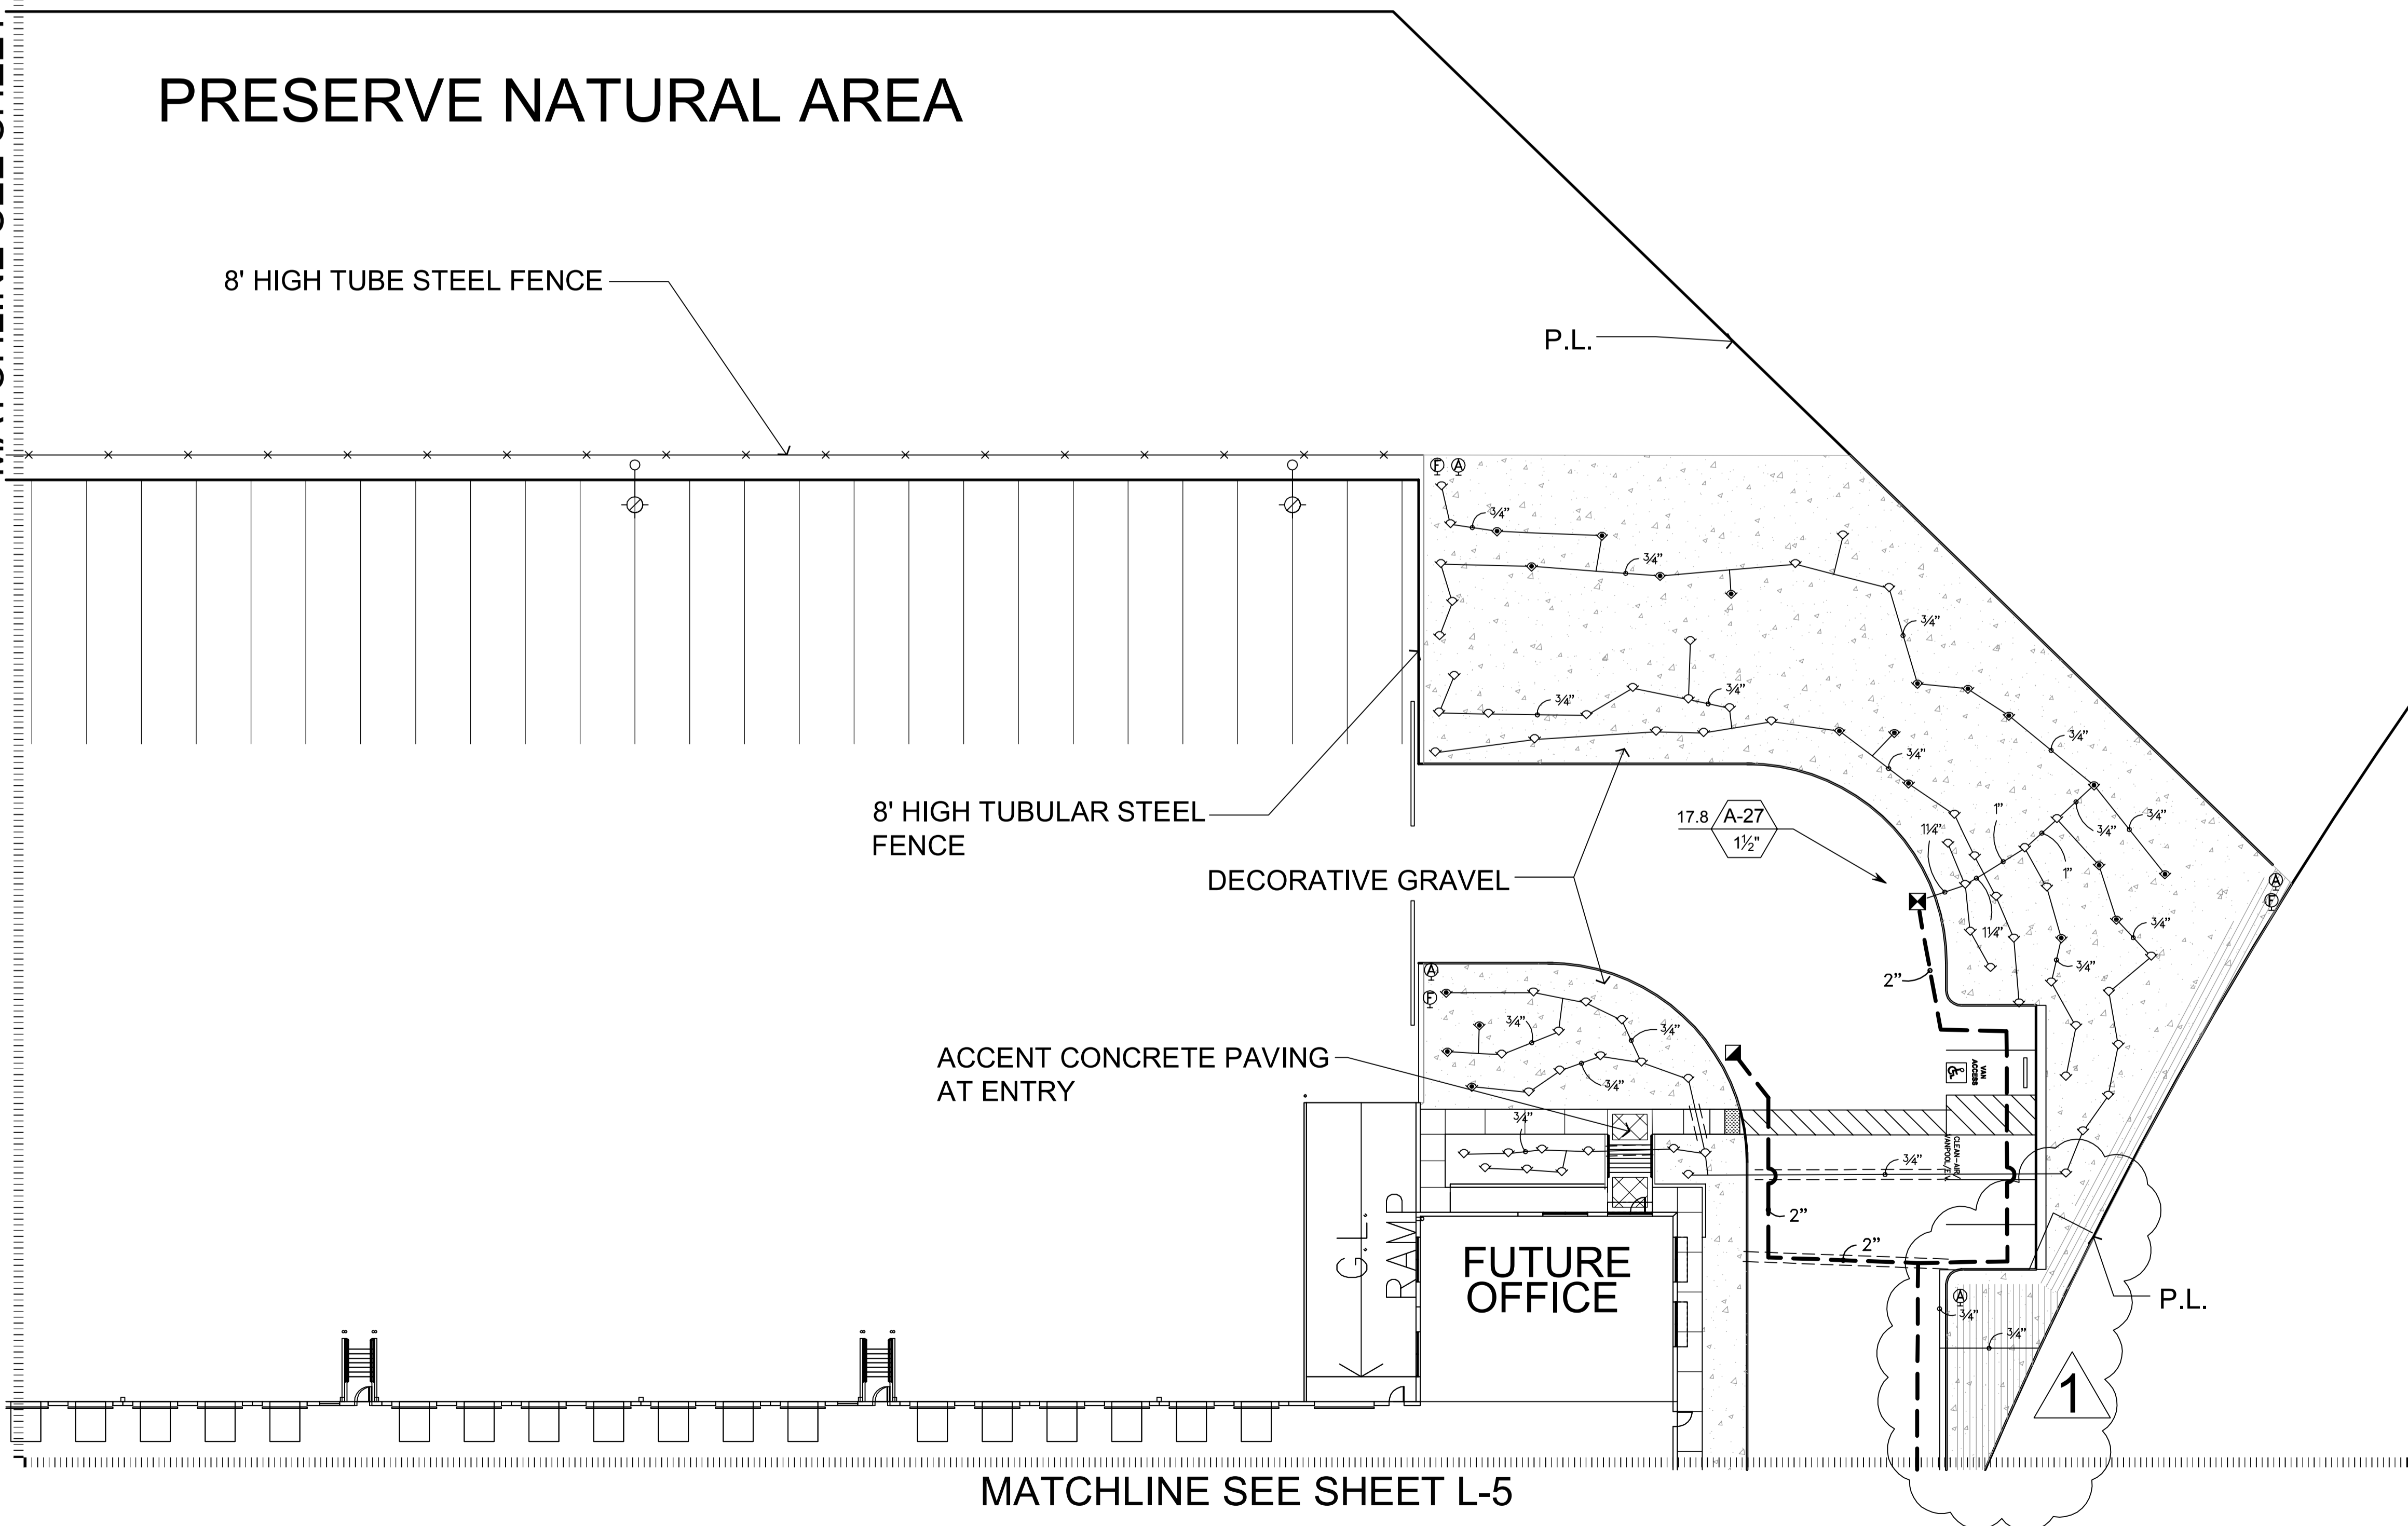 PRESERVE NATURAL AREA
8' HIGH TUBE STEEL FENCE
P.L.
F A
3/4"
3/4"
3/4"
3/4"
3/4"
3/4"
3/4"
8' HIGH TUBULAR STEEL
FENCE
17.8 A-27
1½"
1"
3/4"
3/4"
1¼"
1"
DECORATIVE GRAVEL
A
F
3/4"
1¼"
3/4"
2"
A
F
3/4"
3/4"
ACCENT CONCRETE PAVING
AT ENTRY
3/4"
VAN
ACCESS
3/4"
CLEAN-AIR/
3/4"
2"
2"
G.L.
RAMP
FUTURE
OFFICE
A
3/4"
3/4"
P.L.
1
MATCHLINE SEE SHEET L-5